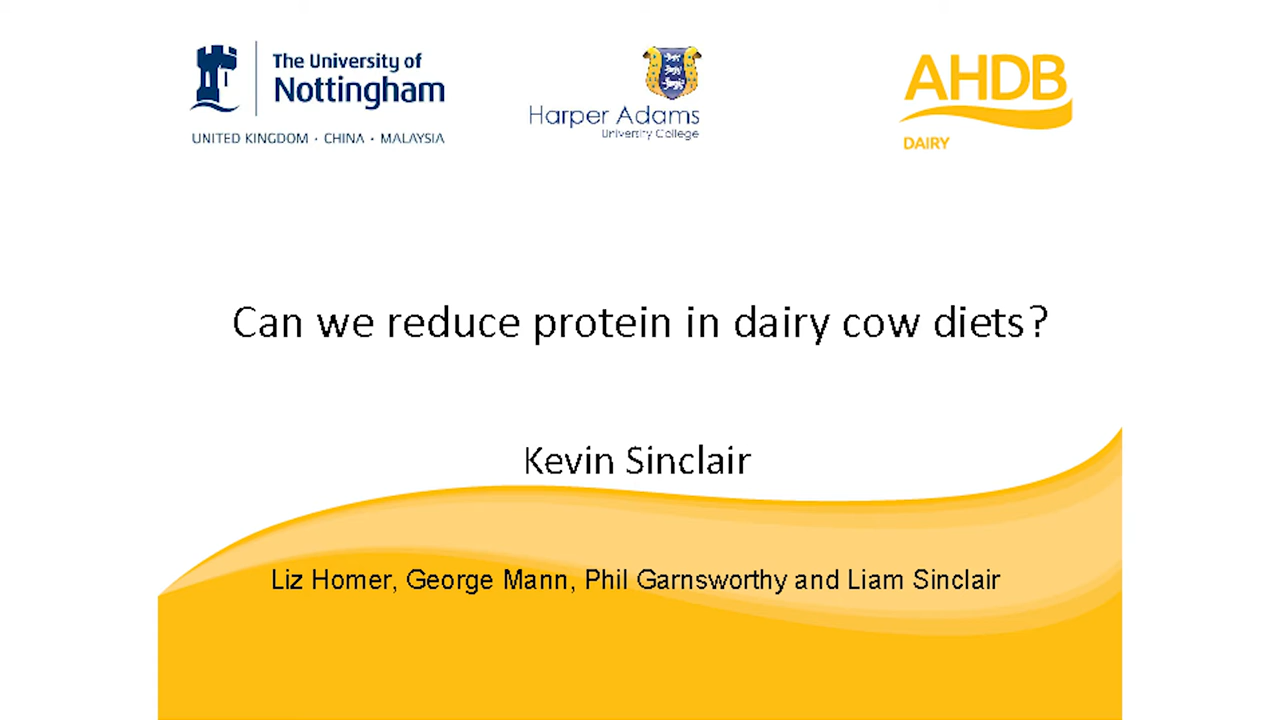 The University of
Nottingham
UNITED KINGDOM · CHINA · MALAYSIA
Harper Adams
University College
AHDB
DAIRY
Can we reduce protein in dairy cow diets?
Kevin Sinclair
Liz Homer, George Mann, Phil Garnsworthy and Liam Sinclair